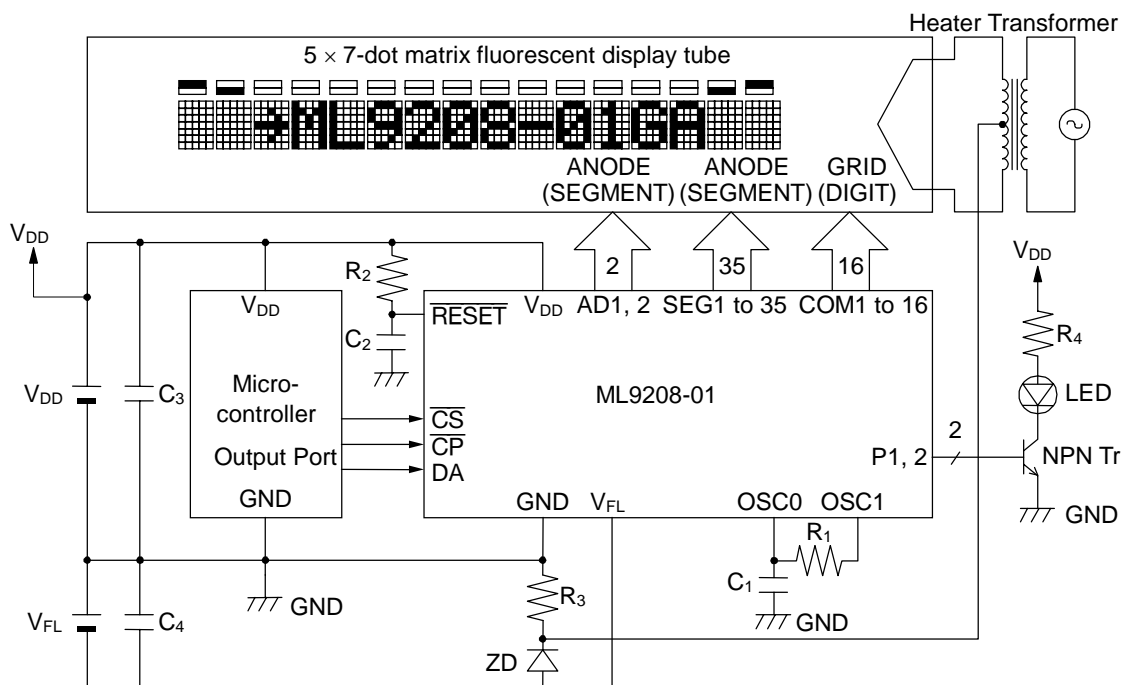 Heater Transformer
5 × 7-dot matrix fluorescent display tube
➔ML9208-01GA
ANODE (SEGMENT)
ANODE (SEGMENT)
GRID (DIGIT)
2
35
16
VDD
R2
VDD
RESET
VDD
AD1, 2
SEG1 to 35
COM1 to 16
VDD
R4
C2
VDD
C3
Micro-controller
ML9208-01
LED
CS
CP
DA
Output Port
2
P1, 2
NPN Tr
GND
GND
VFL
OSC0
OSC1
GND
R1
C1
GND
R3
GND
VFL
C4
ZD